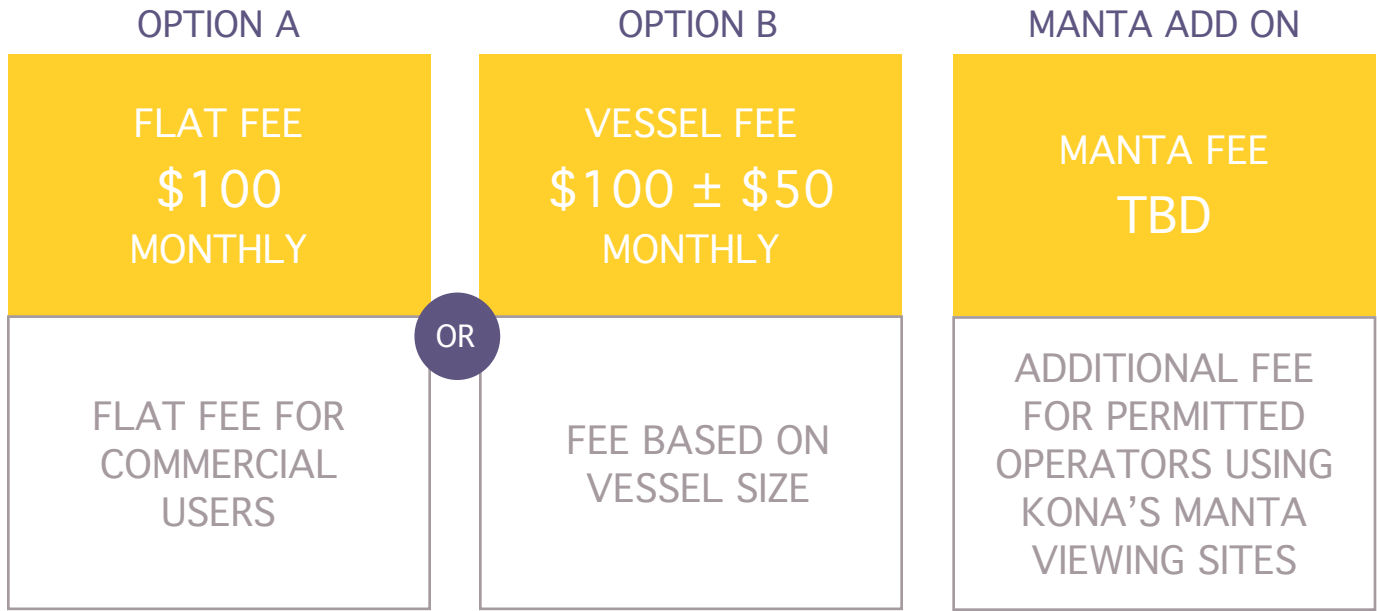 OPTION A
FLAT FEE
$100
MONTHLY
FLAT FEE FOR
COMMERCIAL
USERS
OR
OPTION B
VESSEL FEE
$100 ± $50
MONTHLY
FEE BASED ON
VESSEL SIZE
MANTA ADD ON
MANTA FEE
TBD
ADDITIONAL FEE
FOR PERMITTED
OPERATORS USING
KONA’S MANTA
VIEWING SITES